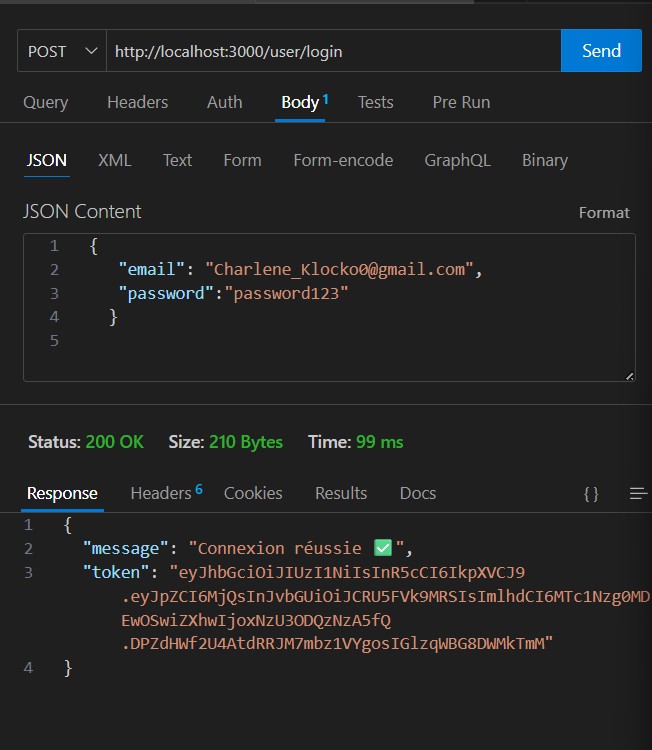 POST http://localhost:3000/user/login Send
Query Headers Auth Body 1 Tests Pre Run
JSON XML Text Form Form-encode GraphQL Binary
JSON Content Format
1 {
2 "email": "Charlene_Klocko0@gmail.com",
3 "password":"password123"
4 }
5
Status: 200 OK Size: 210 Bytes Time: 99 ms
Response Headers 6 Cookies Results Docs { }
1 {
2 "message": "Connexion réussie ✅",
3 "token": "eyJhbGciOiJIUzI1NiIsInR5cCI6IkpXVCJ9
.eyJpZCI6MjQsInJvbGUiOiJCRU5FVk9MRSIsImlhdCI6MTc1Nzg0MD
EwOSwiZXhwIjoxNzU3ODQzNzA5fQ
.DPZdHWf2U4AtdRRJM7mbz1VYgosIGlzqWBG8DWMkTmM"
4 }